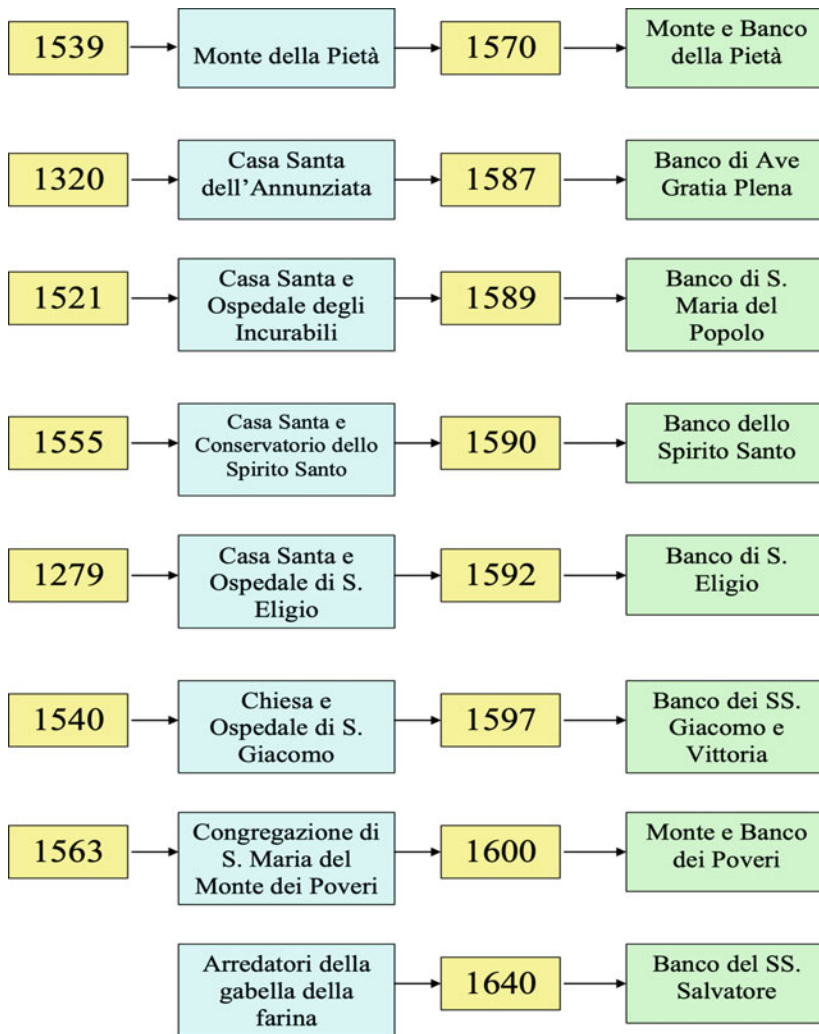 1539
Monte della Pietà
1570
Monte e Banco
della Pietà
1320
Casa Santa
dell'Annunziata
1587
Banco di Ave
Gratia Plena
1521
Casa Santa e
Ospedale degli
Incurabili
1589
Banco di S.
Maria del
Popolo
1555
Casa Santa e
Conservatorio dello
Spirito Santo
1590
Banco dello
Spirito Santo
1279
Casa Santa e
Ospedale di S.
Eligio
1592
Banco di S.
Eligio
1540
Chiesa e
Ospedale di S.
Giacomo
1597
Banco dei SS.
Giacomo e
Vittoria
1563
Congregazione di
S. Maria del
Monte dei Poveri
1600
Monte e Banco
dei Poveri
Arredatori della
gabella della
farina
1640
Banco del SS.
Salvatore